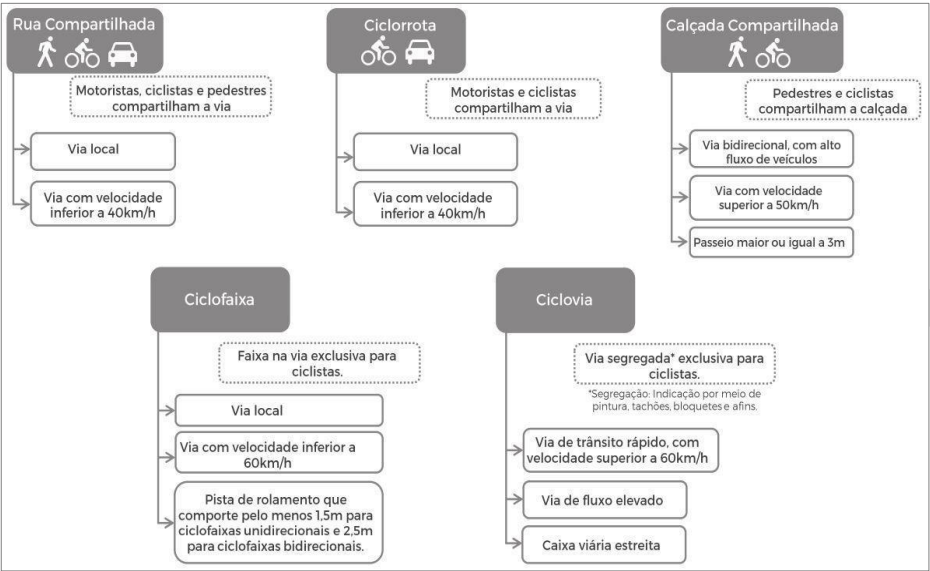 Rua Compartilhada
Motoristas, ciclistas e pedestres
compartilham a via
Via local
Via com velocidade
inferior a 40km/h
Ciclorrota
Motoristas e ciclistas
compartilham a via
Via local
Via com velocidade
inferior a 40km/h
Calçada Compartilhada
Pedestres e ciclistas
compartilham a calçada
Via bidirecional, com alto
fluxo de veículos
Via com velocidade
superior a 50km/h
Passeio maior ou igual a 3m
Ciclofaixa
Faixa na via exclusiva para
ciclistas.
Via local
Via com velocidade inferior a
60km/h
Pista de rolamento que
comporte pelo menos 1,5m para
ciclofaixas unidirecionais e 2,5m
para ciclofaixas bidirecionais.
Ciclovia
Via segregada* exclusiva para
ciclistas.
*Segregação: Indicação por meio de
pintura, tachões, bloquetes e afins.
Via de trânsito rápido, com
velocidade superior a 60km/h
Via de fluxo elevado
Caixa viária estreita